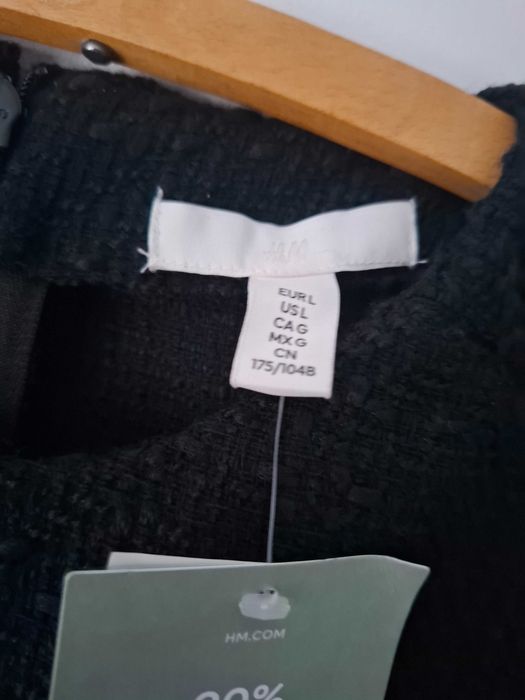 H&M
EUR L
US L
CA G
MX G
CN
175/104B
HM.COM